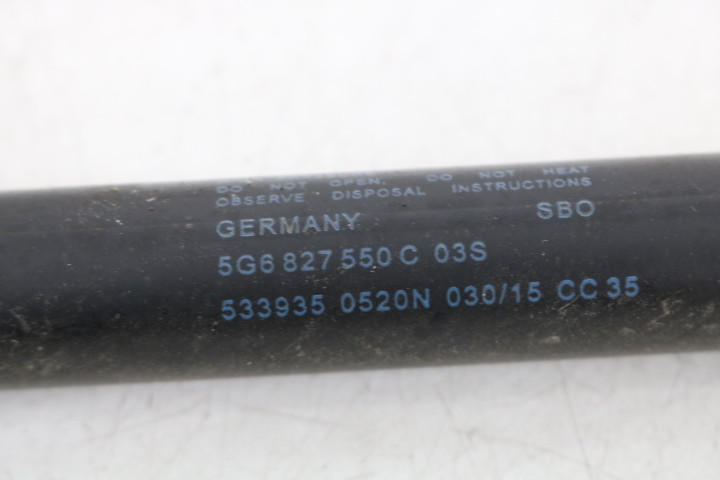 DO NOT OPEN. DO NOT HEAT
OBSERVE DISPOSAL INSTRUCTIONS
GERMANY SBO
5G6 827 550 C 03S
533935 0520N 030/15 CC 35